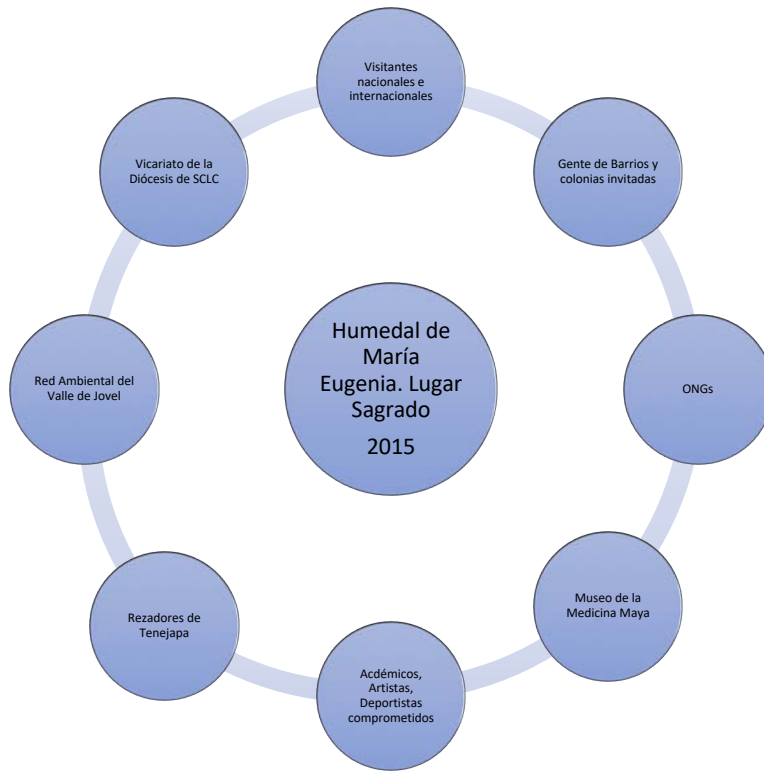 Visitantes
nacionales e
internacionales
Gente de Barrios y
colonias invitadas
ONGs
Museo de la
Medicina Maya
Acdémicos,
Artistas,
Deportistas
comprometidos
Rezadores de
Tenejapa
Red Ambiental del
Valle de Jovel
Vicariato de la
Diócesis de SCLC
Humedal de
María
Eugenia. Lugar
Sagrado
2015